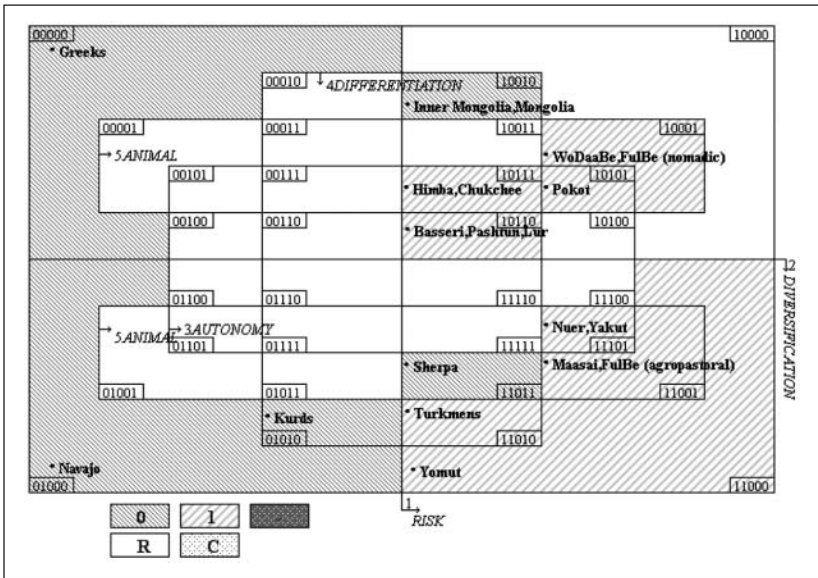 00000 10000
* Greeks
00010 4DIFFERENTIATION 10010
* Inner Mongolia,Mongolia
00001 00011 10011 10001
5ANIMAL * WoDaaBe,FulBe (nomadic)
00101 00111 10111 10101
* Himba,Chukchee * Pokot
00100 00110 10110 10100
* Basseri,Pashtun,Lur
2
DIVERSIFICATION
01100 01110 11110 11100
5ANIMAL 3AUTONOMY * Nuer,Yakut
01101 01111 11111 11101
* Sherpa * Maasai,FulBe (agropastoral)
01001 01011 11011 11001
* Kurds * Turkmens
01010 11010
* Navajo * Yomut
01000 11000
1
RISK
0 1
R C